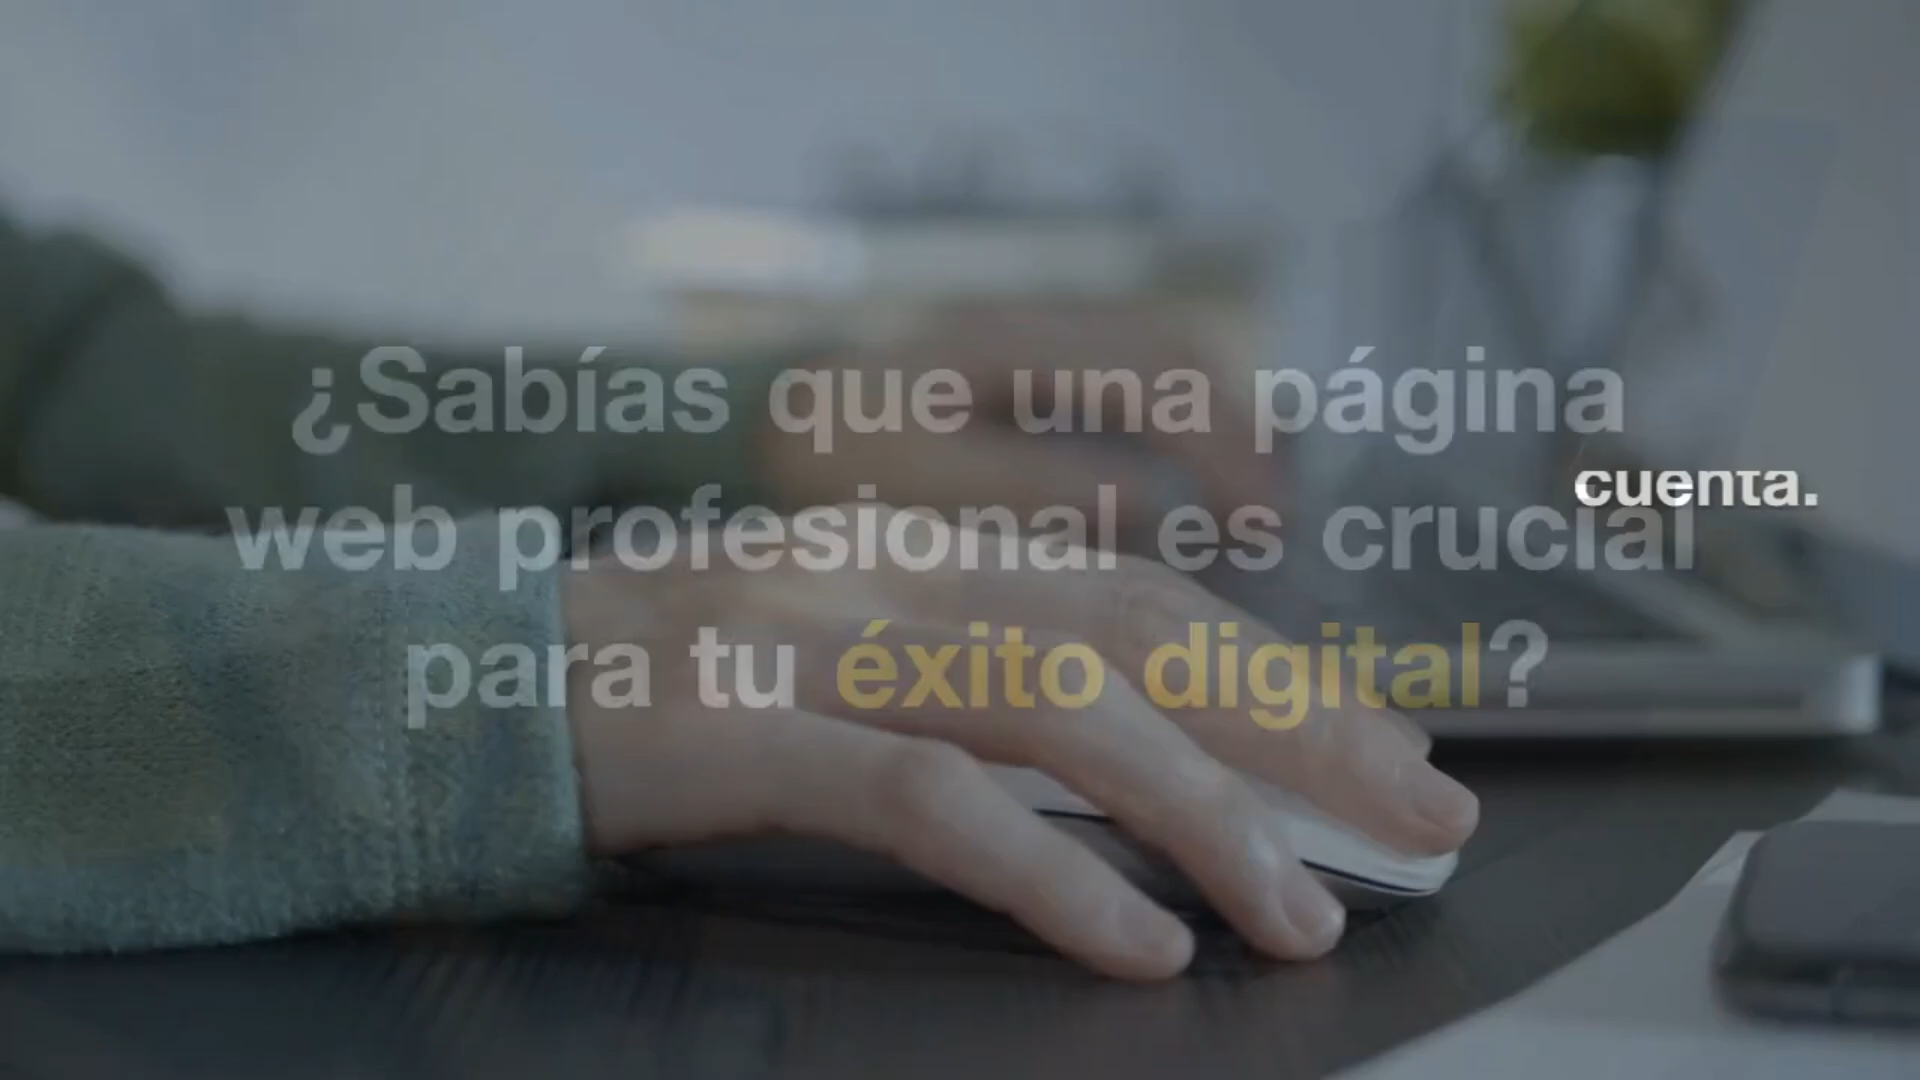 ¿Sabías que una página
cuenta.
web profesional es crucial
para tu éxito digital?